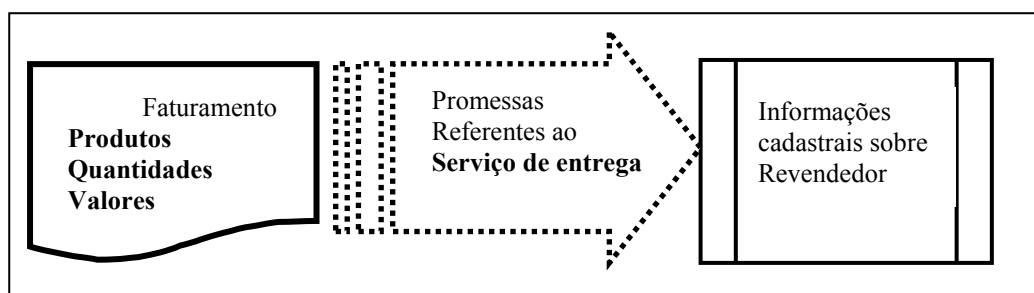 Faturamento
Produtos
Quantidades
Valores
Promessas
Referentes ao
Serviço de entrega
Informações
cadastrais sobre
Revendedor